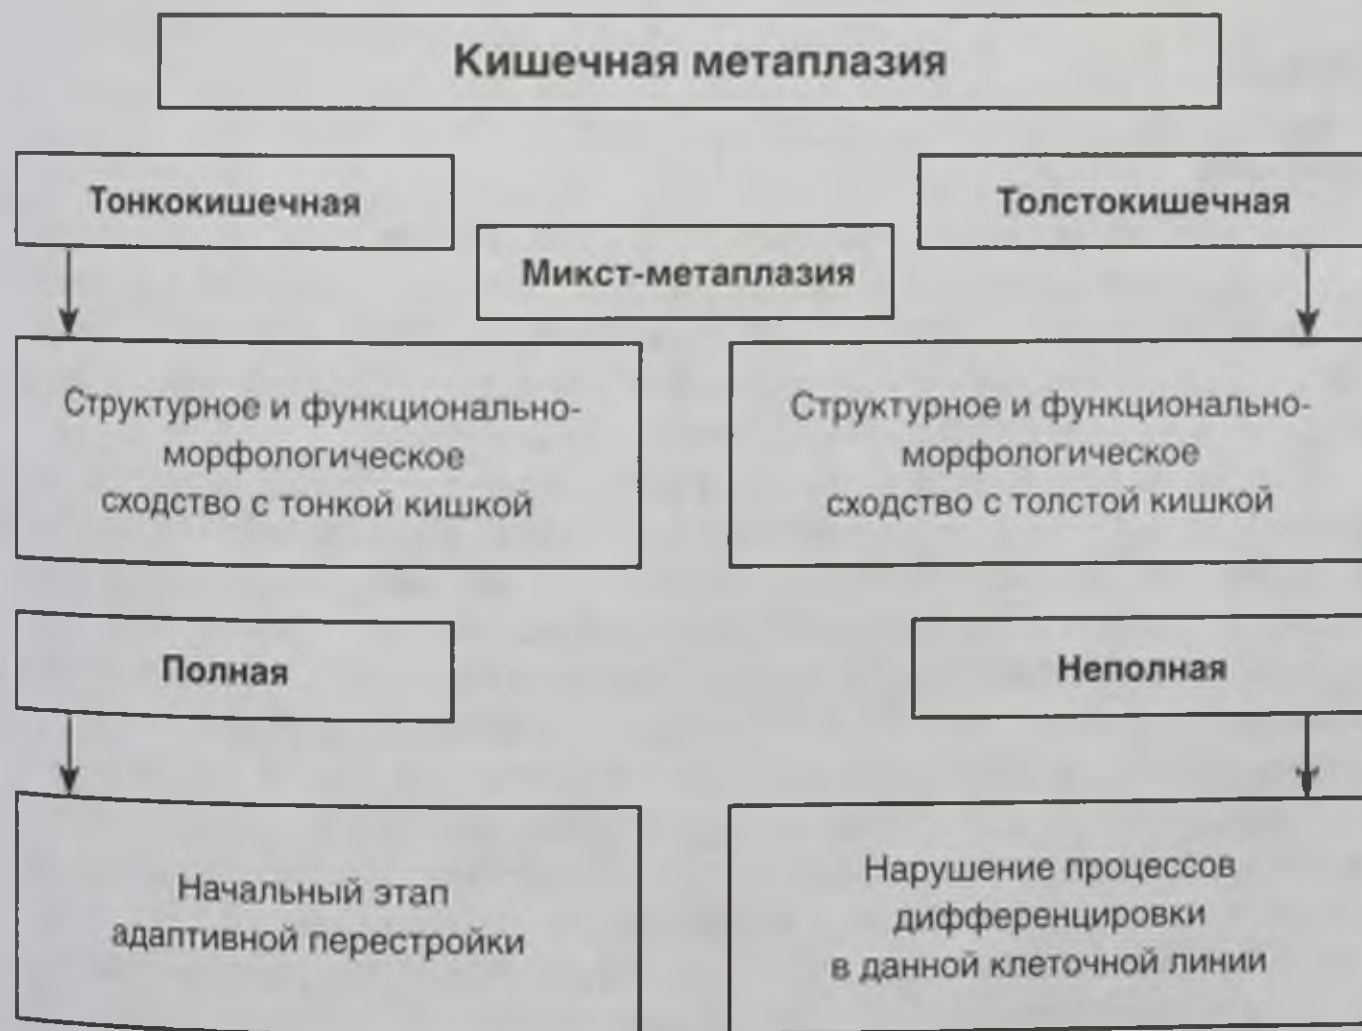 Кишечная метаплазия
Тонкокишечная
Толстокишечная
Микст-метаплазия
Структурное и функционально-
морфологическое
сходство с тонкой кишкой
Структурное и функционально-
морфологическое
сходство с толстой кишкой
Полная
Неполная
Начальный этап
адаптивной перестройки
Нарушение процессов
дифференцировки
в данной клеточной линии